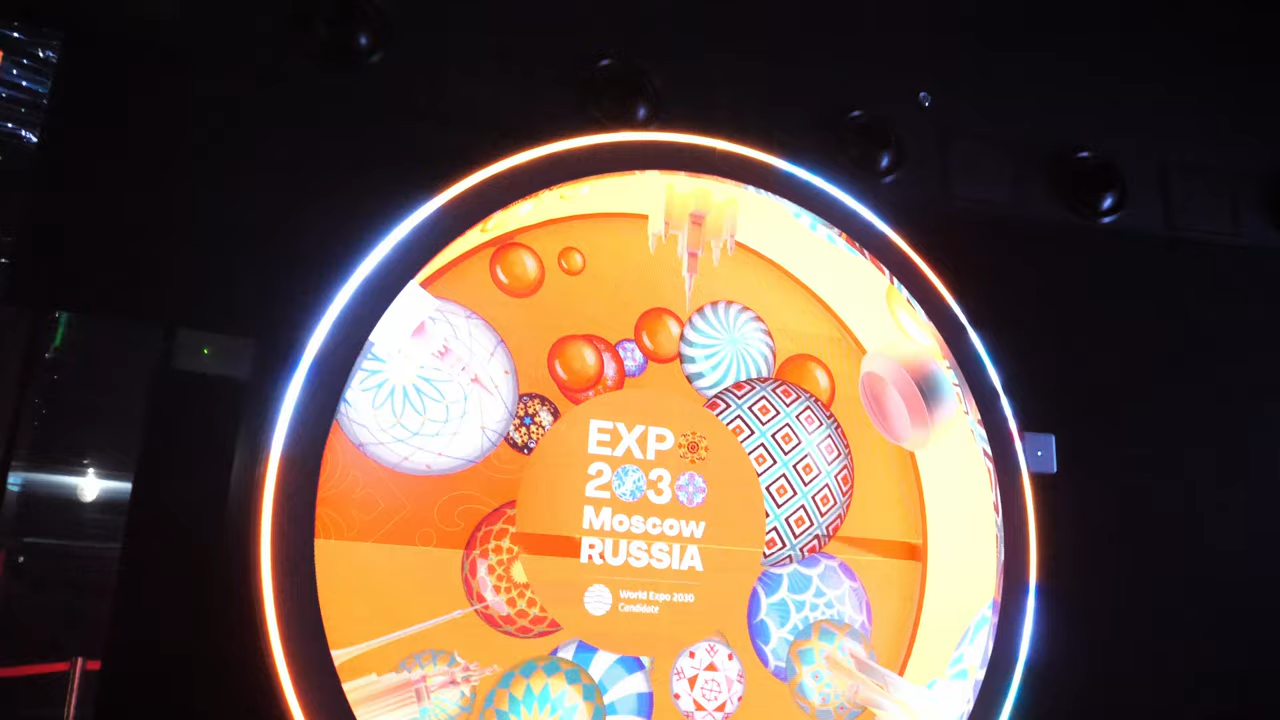 EXPO
2030
Moscow
RUSSIA
World Expo 2030
Candidate